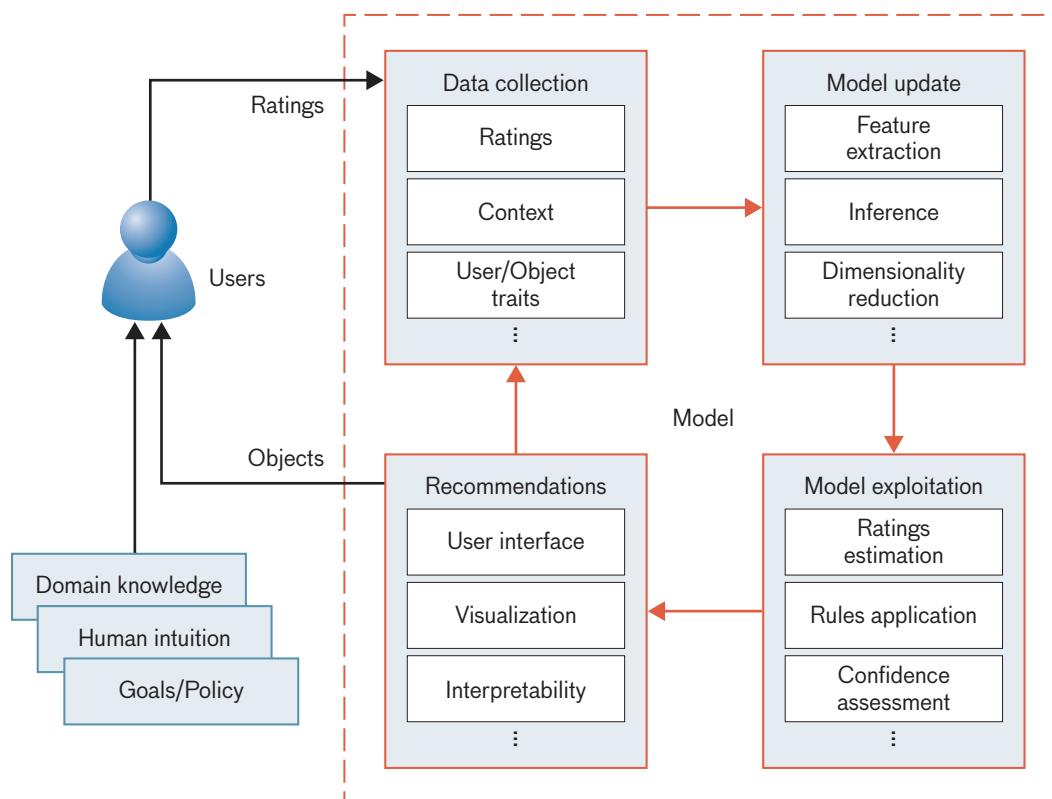 Ratings
Users
Objects
Domain knowledge
Human intuition
Goals/Policy
Data collection
Ratings
Context
User/Object
traits
...
Model update
Feature
extraction
Inference
Dimensionality
reduction
...
Model
Recommendations
User interface
Visualization
Interpretability
...
Model exploitation
Ratings
estimation
Rules application
Confidence
assessment
...